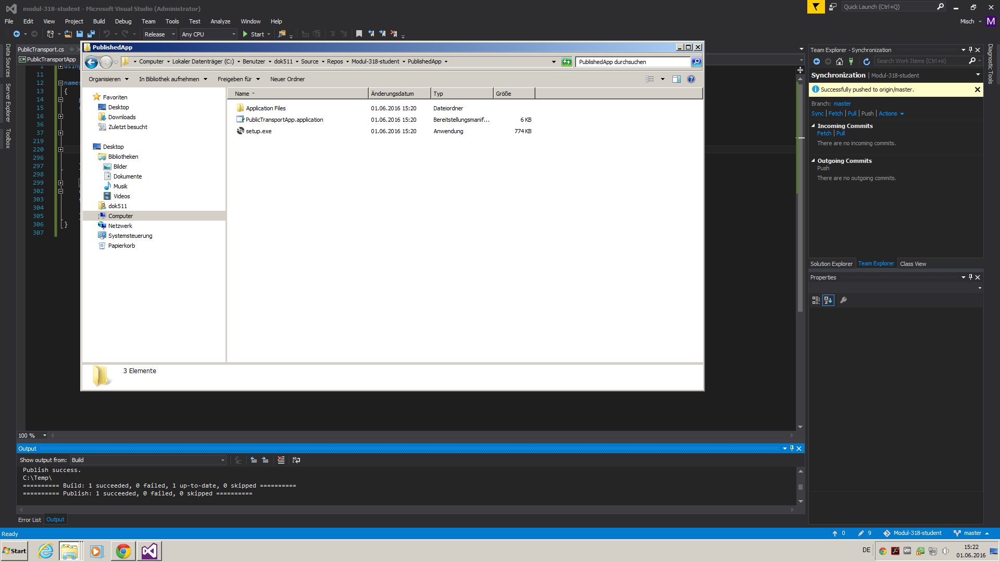 modul-318-student - Microsoft Visual Studio (Administrator)
Quick Launch (Ctrl+Q)
File Edit View Project Build Debug Team Tools Test Analyze Window Help
Misch M
Release Any CPU Start
Data Sources
Server Explorer
Toolbox
PublicTransport.cs
PublicTransportApp
1 using
11
12 names
13 {
14
15
16
36
37
219
220
296
297
298
299
302
303
304
305
306 }
307
PublishedApp
Computer Lokaler Datenträger (C:) Benutzer dok511 Source Repos Modul-318-student PublishedApp
PublishedApp durchsuchen
Organisieren In Bibliothek aufnehmen Freigeben für Neuer Ordner
Favoriten
Desktop
Downloads
Zuletzt besucht
Desktop
Bibliotheken
Bilder
Dokumente
Musik
Videos
dok511
Computer
Netzwerk
Systemsteuerung
Papierkorb
Name Änderungsdatum Typ Größe
Application Files 01.06.2016 15:20 Dateiordner
PublicTransportApp.application 01.06.2016 15:20 Bereitstellungsmanif... 6 KB
setup.exe 01.06.2016 15:20 Anwendung 774 KB
3 Elemente
Team Explorer - Synchronization
Search Work Items (Ctrl+ö)
Synchronization | Modul-318-student
Successfully pushed to origin/master.
Branch: master
Sync | Fetch | Pull | Push | Actions
Incoming Commits
Fetch | Pull
There are no incoming commits.
Outgoing Commits
Push
There are no outgoing commits.
Solution Explorer Team Explorer Class View
Properties
Diagnostic Tools
100 %
Output
Show output from: Build
Publish success.
C:\Temp\
========== Build: 1 succeeded, 0 failed, 1 up-to-date, 0 skipped ==========
========== Publish: 1 succeeded, 0 failed, 0 skipped ==========
Error List Output
Ready
0 9 Modul-318-student master
Start
DE
15:22
01.06.2016